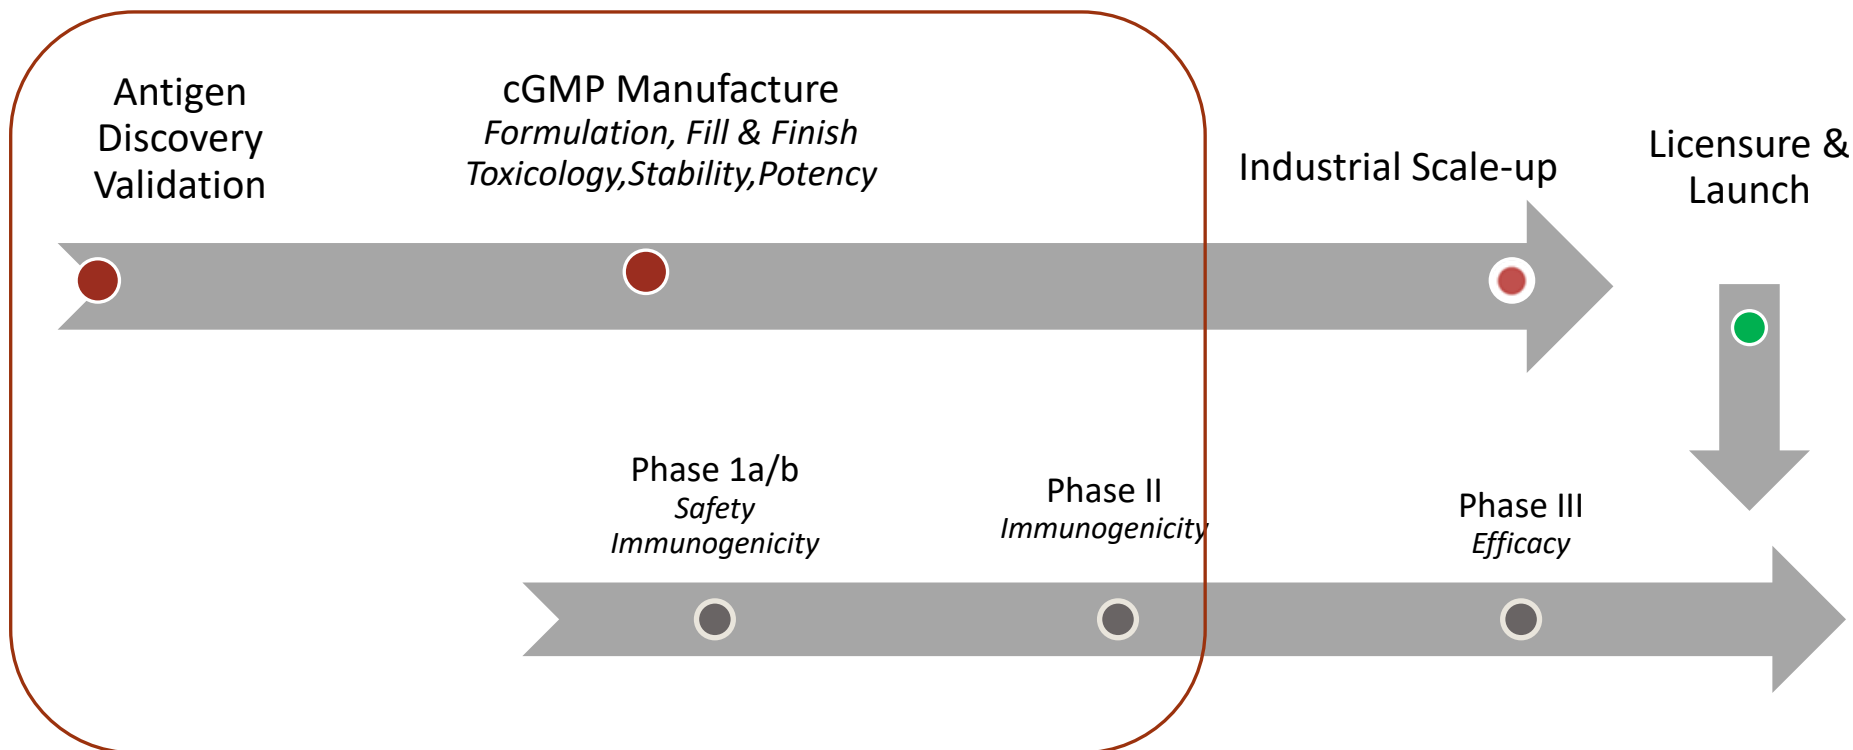 Antigen
Discovery
Validation
cGMP Manufacture
Formulation, Fill & Finish
Toxicology,Stability,Potency
Industrial Scale-up
Licensure &
Launch
Phase 1a/b
Safety
Immunogenicity
Phase II
Immunogenicity
Phase III
Efficacy